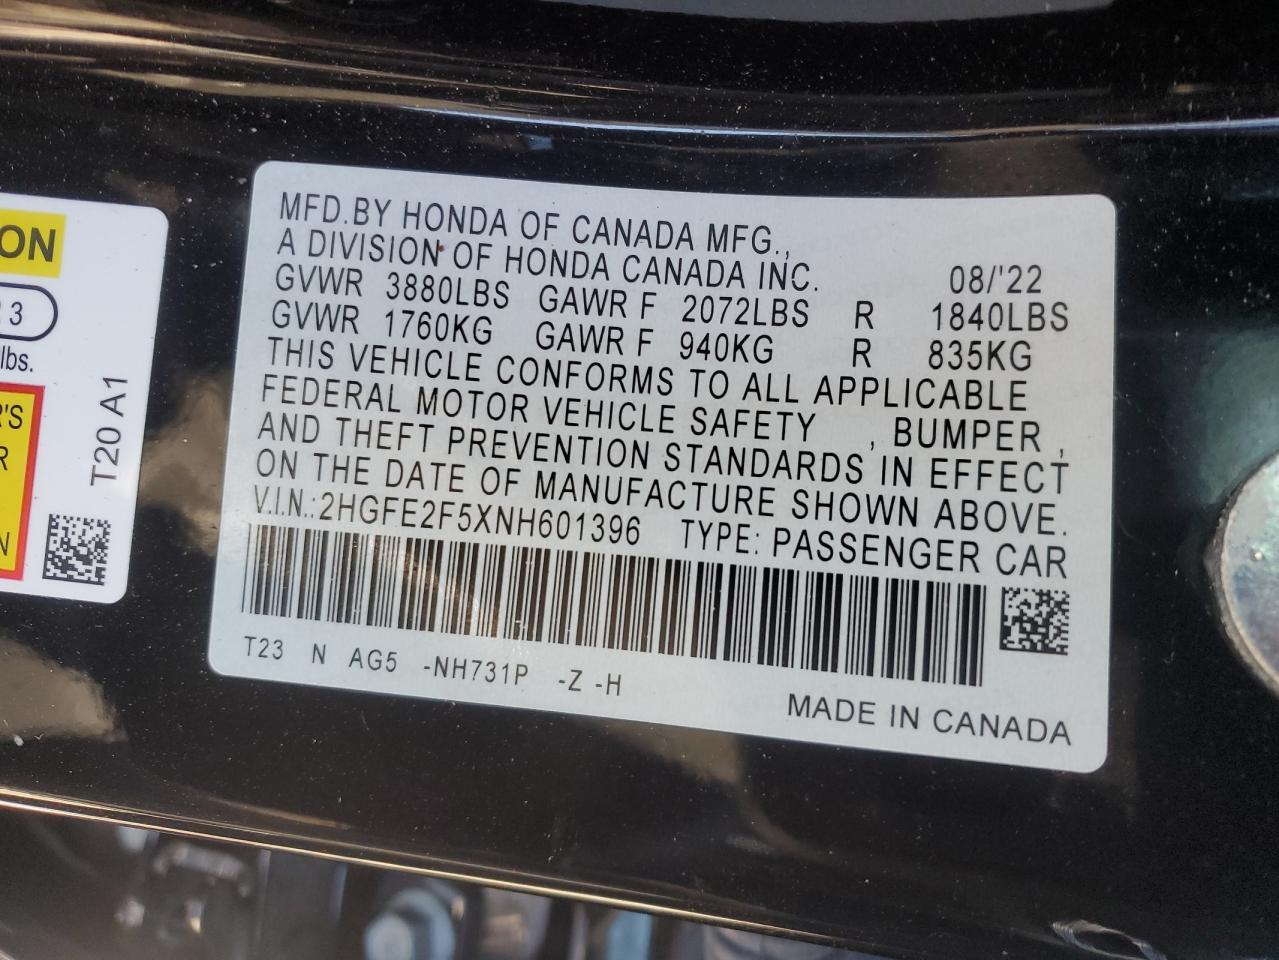 ON
3
lbs.
R'S
R
N
T20 A1
MFD.BY HONDA OF CANADA MFG.,
A DIVISION OF HONDA CANADA INC. 08/'22
GVWR 3880LBS GAWR F 2072LBS R 1840LBS
GVWR 1760KG GAWR F 940KG R 835KG
THIS VEHICLE CONFORMS TO ALL APPLICABLE
FEDERAL MOTOR VEHICLE SAFETY , BUMPER ,
AND THEFT PREVENTION STANDARDS IN EFFECT
ON THE DATE OF MANUFACTURE SHOWN ABOVE.
V.I.N.:2HGFE2F5XNH601396 TYPE: PASSENGER CAR
T23 N AG5 -NH731P -Z -H
MADE IN CANADA